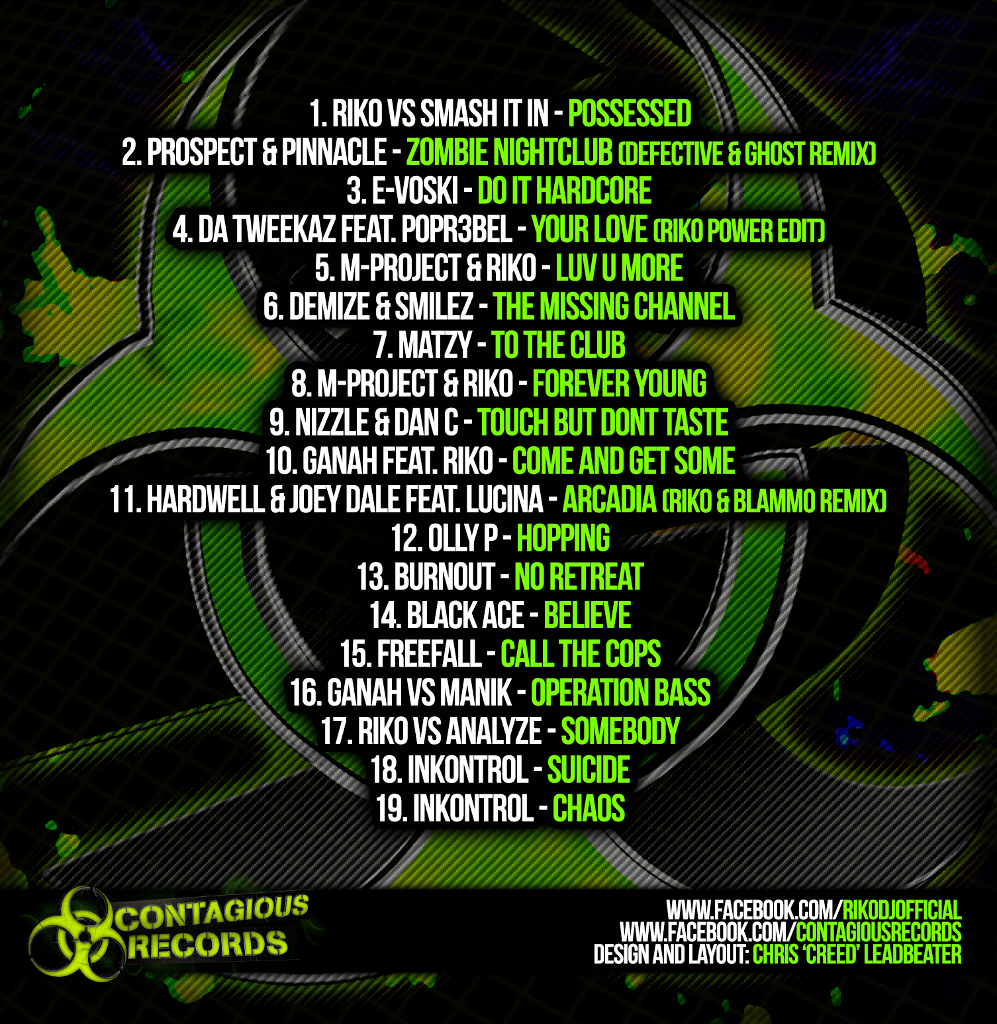 1. RIKO VS SMASH IT IN - POSSESSED
2. PROSPECT & PINNACLE - ZOMBIE NIGHTCLUB (DEFECTIVE & GHOST REMIX)
3. E-VOSKI - DO IT HARDCORE
4. DA TWEEKAZ FEAT. POPR3BEL - YOUR LOVE (RIKO POWER EDIT)
5. M-PROJECT & RIKO - LUV U MORE
6. DEMIZE & SMILEZ - THE MISSING CHANNEL
7. MATZY - TO THE CLUB
8. M-PROJECT & RIKO - FOREVER YOUNG
9. NIZZLE & DAN C - TOUCH BUT DONT TASTE
10. GANAH FEAT. RIKO - COME AND GET SOME
11. HARDWELL & JOEY DALE FEAT. LUCINA - ARCADIA (RIKO & BLAMMO REMIX)
12. OLLY P - HOPPING
13. BURNOUT - NO RETREAT
14. BLACK ACE - BELIEVE
15. FREEFALL - CALL THE COPS
16. GANAH VS MANIK - OPERATION BASS
17. RIKO VS ANALYZE - SOMEBODY
18. INKONTROL - SUICIDE
19. INKONTROL - CHAOS
CONTAGIOUS
RECORDS
WWW.FACEBOOK.COM/RIKODJOFFICIAL
WWW.FACEBOOK.COM/CONTAGIOUSRECORDS
DESIGN AND LAYOUT: CHRIS 'CREED' LEADBEATER